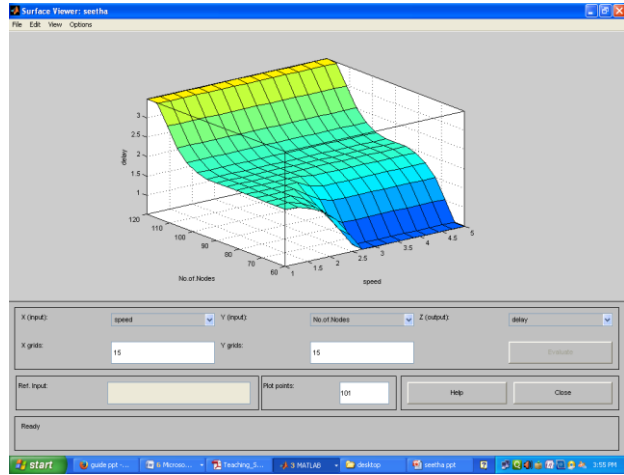 Surface Viewer: seetha
File Edit View Options
3
2.5
2
1.5
1
delay
120
110
100
90
80
70
60
No.of.Nodes
1
1.5
2
2.5
3
3.5
4
4.5
5
speed
X (input): speed Y (input): No.of.Nodes Z (output): delay
X grids: 15 Y grids: 15 Evaluate
Ref. Input: Plot points: 101 Help Close
Ready
start guide ppt -... 6 Microso... Teaching_S... 3 MATLAB desktop seetha ppt 3:55 PM